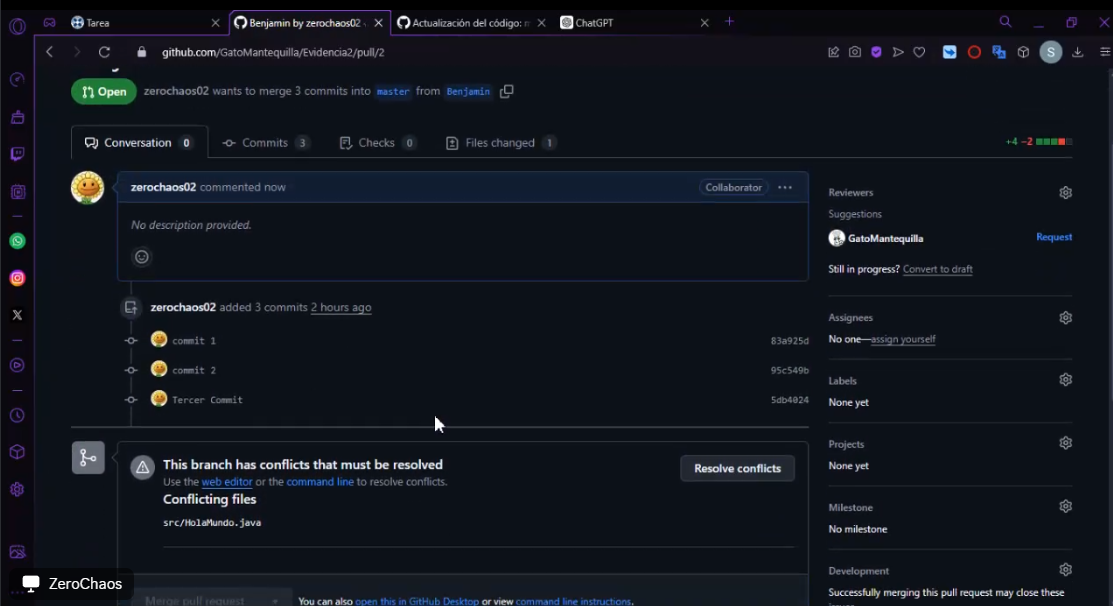 Tarea
Benjamin by zerochaos02
Actualización del código: m
ChatGPT
github.com/GatoMantequilla/Evidencia2/pull/2
S
Open
zerochaos02 wants to merge 3 commits into master from Benjamin
Conversation 0
Commits 3
Checks 0
Files changed 1
+4 −2
zerochaos02 commented now
Collaborator
No description provided.
zerochaos02 added 3 commits 2 hours ago
commit 1 83a925d
commit 2 95c549b
Tercer Commit 5db4024
This branch has conflicts that must be resolved
Use the web editor or the command line to resolve conflicts.
Resolve conflicts
Conflicting files
src/HolaMundo.java
Merge pull request
You can also open this in GitHub Desktop or view command line instructions.
Reviewers
Suggestions
GatoMantequilla Request
Still in progress? Convert to draft
Assignees
No one—assign yourself
Labels
None yet
Projects
None yet
Milestone
No milestone
Development
Successfully merging this pull request may close these
ZeroChaos